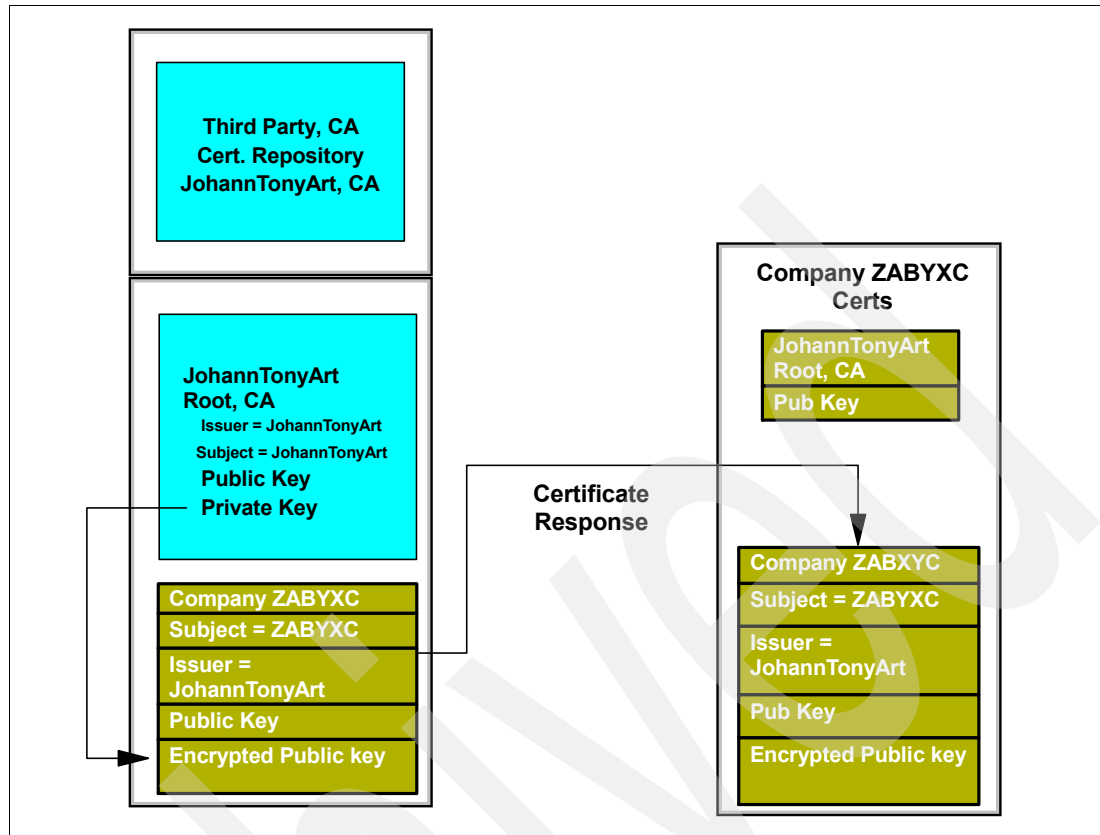 Third Party, CA
Cert. Repository
JohannTonyArt, CA
JohannTonyArt
Root, CA
Issuer = JohannTonyArt
Subject = JohannTonyArt
Public Key
Private Key
Company ZABYXC
Subject = ZABYXC
Issuer =
JohannTonyArt
Public Key
Encrypted Public key
Certificate
Response
Company ZABYXC
Certs
JohannTonyArt
Root, CA
Pub Key
Company ZABXYC
Subject = ZABYXC
Issuer =
JohannTonyArt
Pub Key
Encrypted Public key